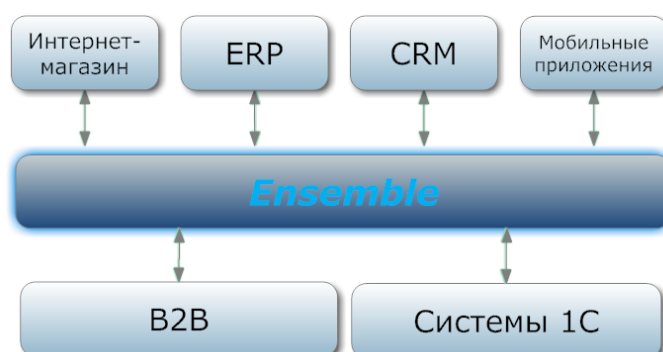 Интернет-
магазин
ERP
CRM
Мобильные
приложения
Ensemble
B2B
Системы 1С